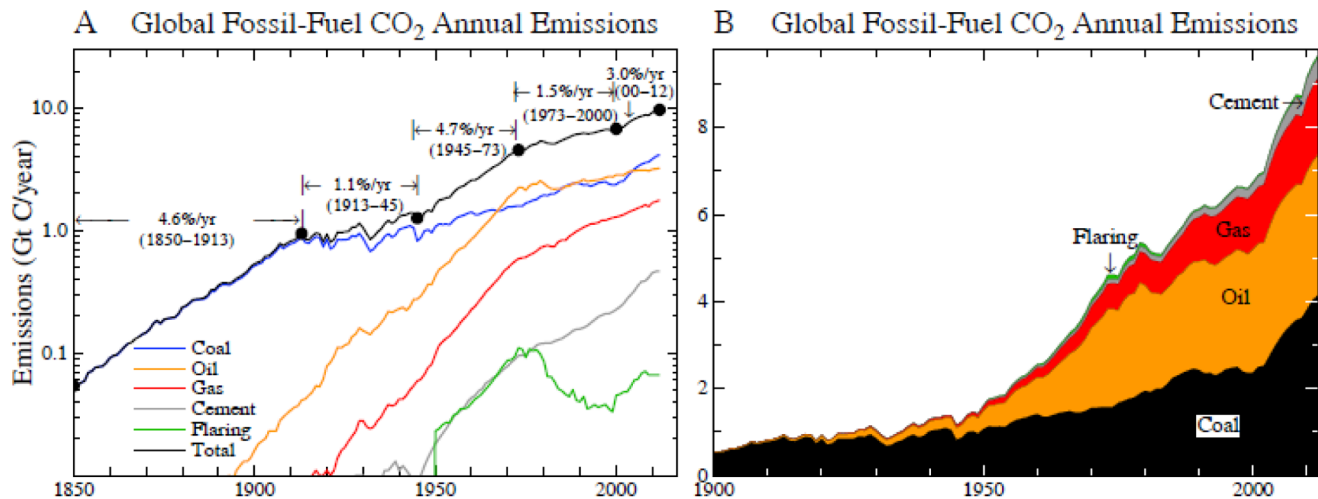 A Global Fossil-Fuel CO₂ Annual Emissions
Emissions (Gt C/year)
10.0
1.0
0.1
1850
1900
1950
2000
|← 4.6%/yr →|
(1850−1913)
|← 1.1%/yr →|
(1913−45)
|← 4.7%/yr →|
(1945−73)
|← 1.5%/yr →|
(1973−2000)
3.0%/yr
(00−12)
↓
Coal
Oil
Gas
Cement
Flaring
Total
B Global Fossil-Fuel CO₂ Annual Emissions
8
6
4
2
0
1900
1950
2000
Cement→
Flaring
↓
Gas
Oil
Coal